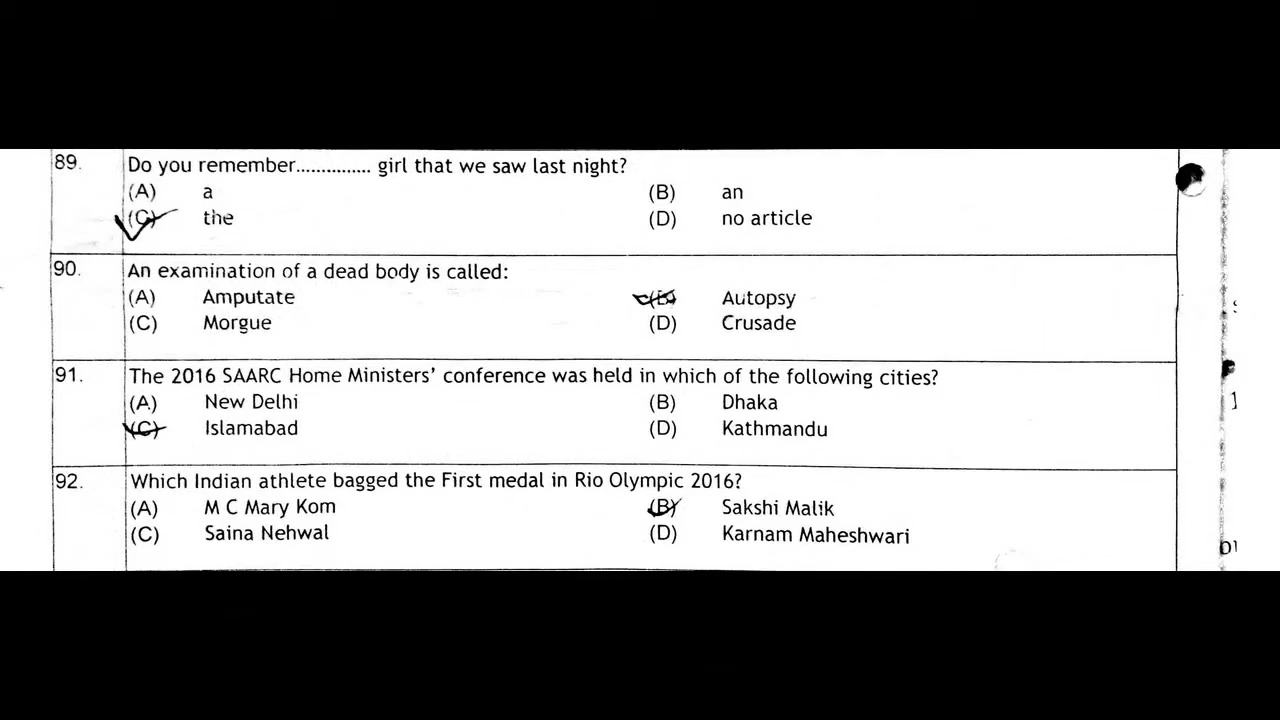 89. Do you remember............... girl that we saw last night?
(A) a (B) an
(C) the (D) no article
90. An examination of a dead body is called:
(A) Amputate (B) Autopsy
(C) Morgue (D) Crusade
91. The 2016 SAARC Home Ministers' conference was held in which of the following cities?
(A) New Delhi (B) Dhaka
(C) Islamabad (D) Kathmandu
92. Which Indian athlete bagged the First medal in Rio Olympic 2016?
(A) M C Mary Kom (B) Sakshi Malik
(C) Saina Nehwal (D) Karnam Maheshwari